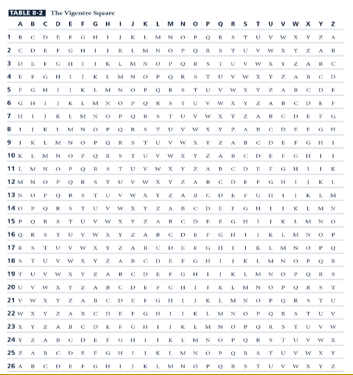 TABLE 8-2 The Vigenère Square
A B C D E F G H I J K L M N O P Q R S T U V W X Y Z
1 B C D E F G H I J K L M N O P Q R S T U V W X Y Z A
2 C D E F G H I J K L M N O P Q R S T U V W X Y Z A B
3 D E F G H I J K L M N O P Q R S T U V W X Y Z A B C
4 E F G H I J K L M N O P Q R S T U V W X Y Z A B C D
5 F G H I J K L M N O P Q R S T U V W X Y Z A B C D E
6 G H I J K L M N O P Q R S T U V W X Y Z A B C D E F
7 H I J K L M N O P Q R S T U V W X Y Z A B C D E F G
8 I J K L M N O P Q R S T U V W X Y Z A B C D E F G H
9 J K L M N O P Q R S T U V W X Y Z A B C D E F G H I
10 K L M N O P Q R S T U V W X Y Z A B C D E F G H I J
11 L M N O P Q R S T U V W X Y Z A B C D E F G H I J K
12 M N O P Q R S T U V W X Y Z A B C D E F G H I J K L
13 N O P Q R S T U V W X Y Z A B C D E F G H I J K L M
14 O P Q R S T U V W X Y Z A B C D E F G H I J K L M N
15 P Q R S T U V W X Y Z A B C D E F G H I J K L M N O
16 Q R S T U V W X Y Z A B C D E F G H I J K L M N O P
17 R S T U V W X Y Z A B C D E F G H I J K L M N O P Q
18 S T U V W X Y Z A B C D E F G H I J K L M N O P Q R
19 T U V W X Y Z A B C D E F G H I J K L M N O P Q R S
20 U V W X Y Z A B C D E F G H I J K L M N O P Q R S T
21 V W X Y Z A B C D E F G H I J K L M N O P Q R S T U
22 W X Y Z A B C D E F G H I J K L M N O P Q R S T U V
23 X Y Z A B C D E F G H I J K L M N O P Q R S T U V W
24 Y Z A B C D E F G H I J K L M N O P Q R S T U V W X
25 Z A B C D E F G H I J K L M N O P Q R S T U V W X Y
26 A B C D E F G H I J K L M N O P Q R S T U V W X Y Z